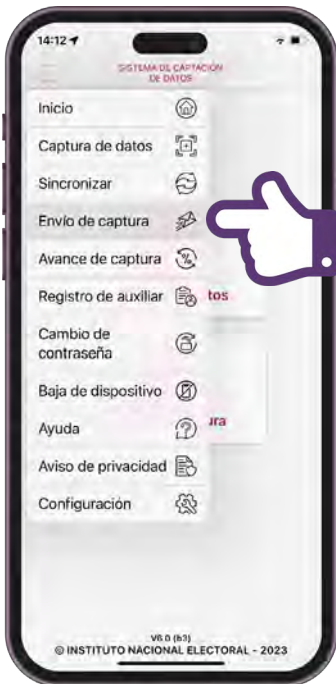 14:12
SISTEMA DE CAPTACIÓN
DE DATOS
Inicio
Captura de datos
Sincronizar
Envío de captura
Avance de captura
Registro de auxiliar
tos
Cambio de
contraseña
Baja de dispositivo
Ayuda
ura
Aviso de privacidad
Configuración
V6.0 (b3)
© INSTITUTO NACIONAL ELECTORAL - 2023